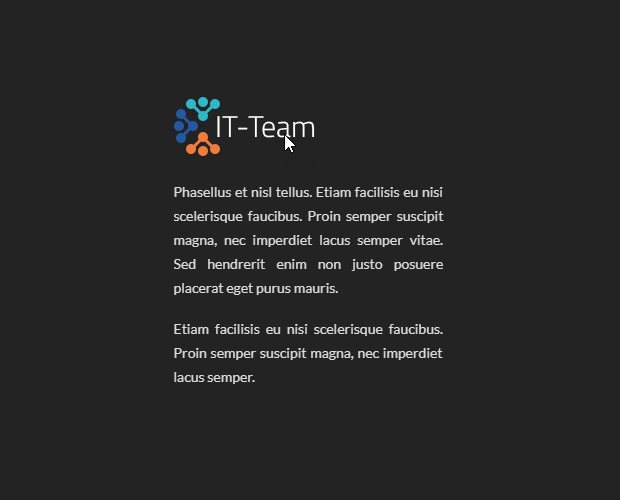 IT-Team
Phasellus et nisl tellus. Etiam facilisis eu nisi
scelerisque faucibus. Proin semper suscipit
magna, nec imperdiet lacus semper vitae.
Sed hendrerit enim non justo posuere
placerat eget purus mauris.
Etiam facilisis eu nisi scelerisque faucibus.
Proin semper suscipit magna, nec imperdiet
lacus semper.